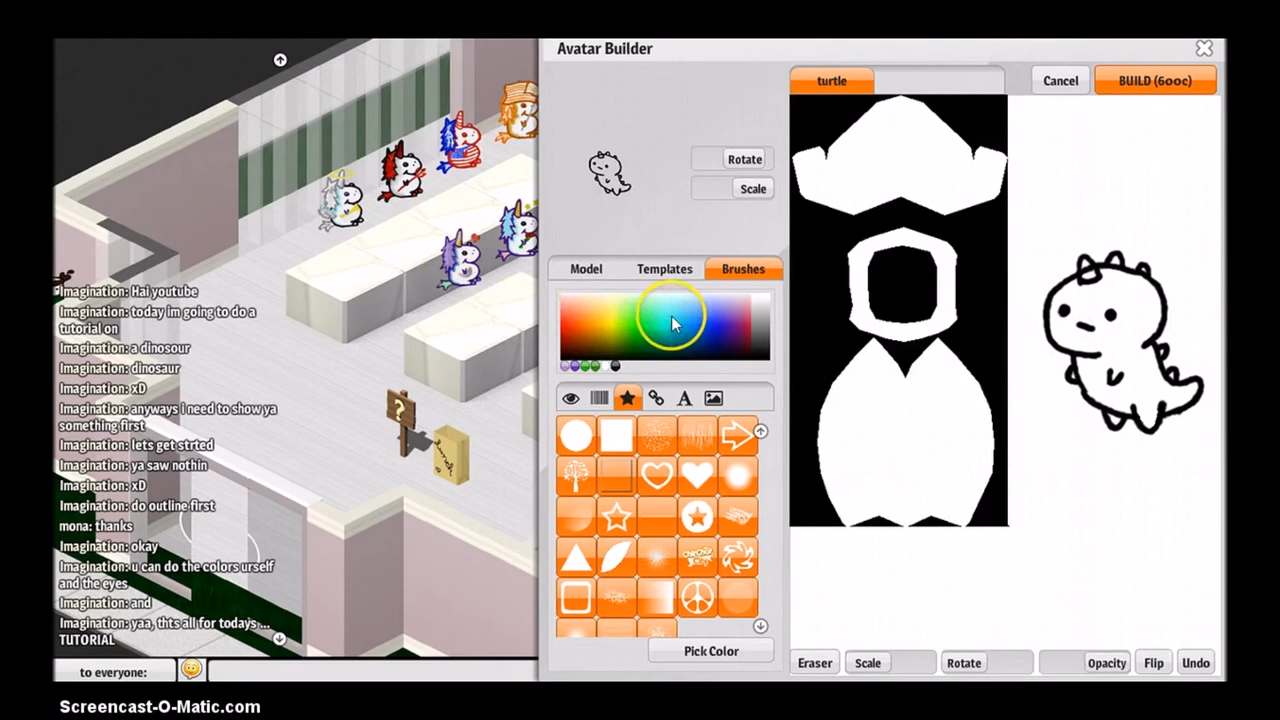 Avatar Builder
turtle
Cancel
BUILD (600c)
Rotate
Scale
Model
Templates
Brushes
A
?
Imagination: Hai youtube
Imagination: today im going to do a
tutorial on
Imagination: a dinosour
Imagination: dinosaur
Imagination: xD
Imagination: anyways i need to show ya
something first
Imagination: lets get strted
Imagination: ya saw nothin
Imagination: xD
Imagination: do outline first
mona: thanks
Imagination: okay
Imagination: u can do the colors urself
and the eyes
Imagination: and
Imagination: yaa, thts all for todays ...
TUTORIAL
Pick Color
to everyone:
Eraser
Scale
Rotate
Opacity
Flip
Undo
Screencast-O-Matic.com